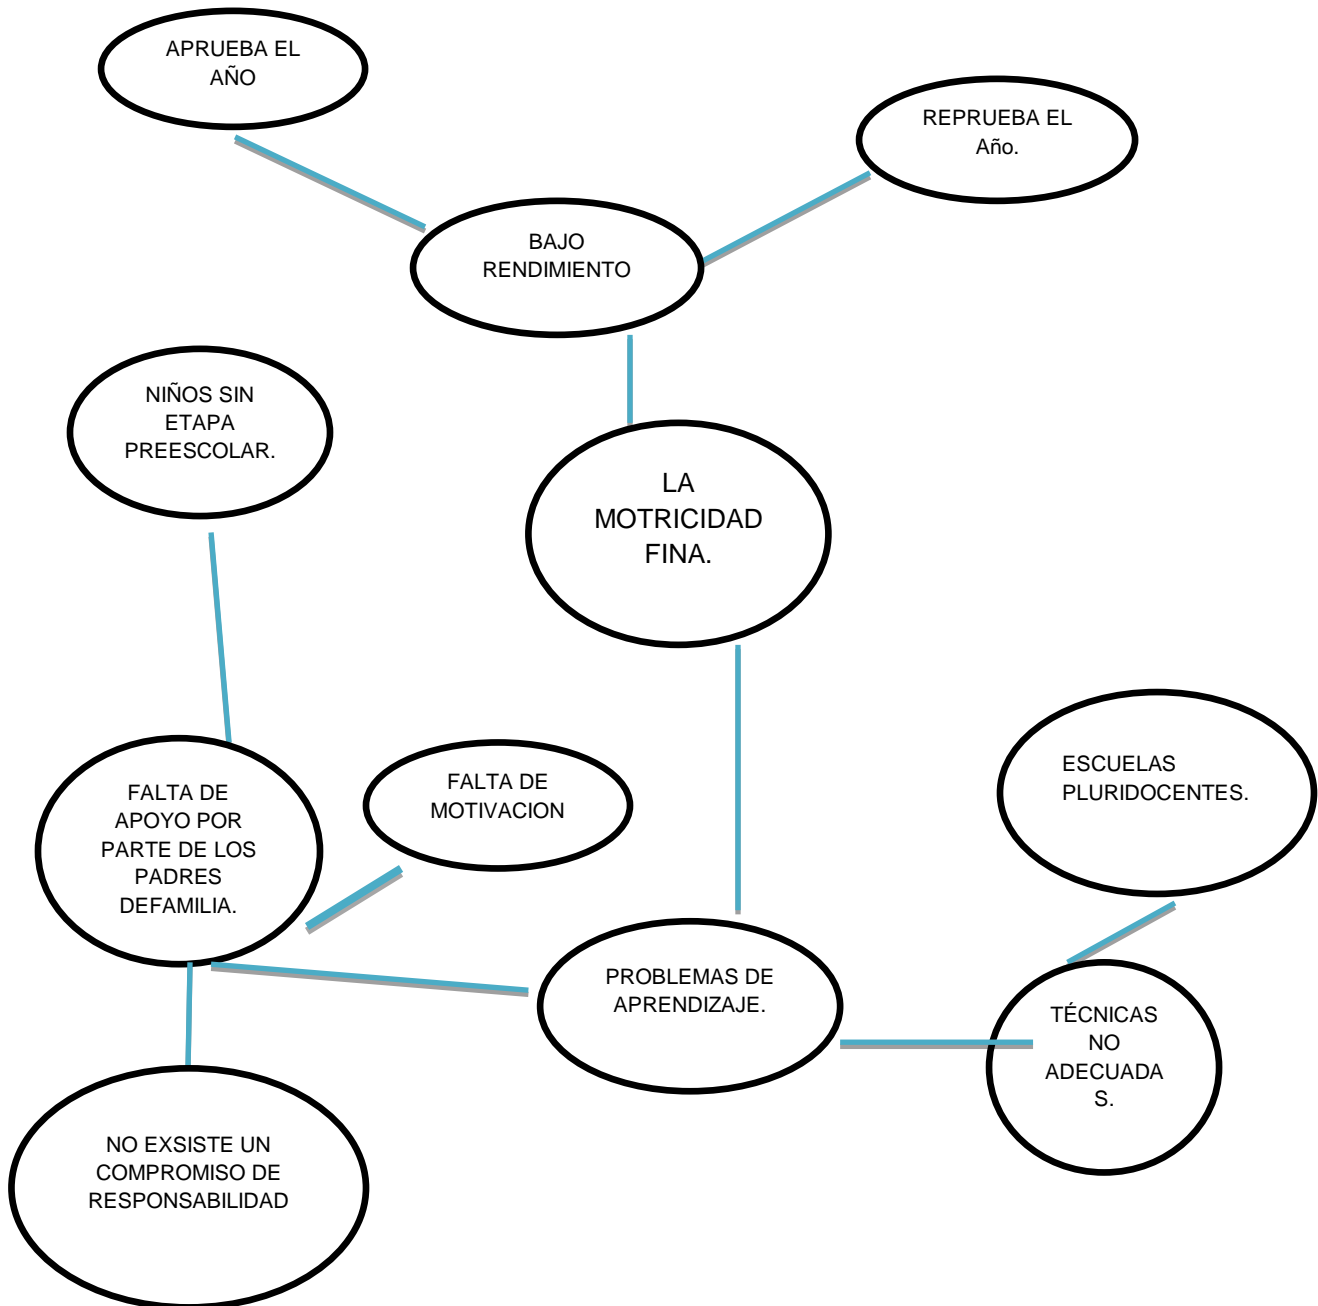 APRUEBA EL
AÑO
REPRUEBA EL
Año.
BAJO
RENDIMIENTO
NIÑOS SIN
ETAPA
PREESCOLAR.
LA
MOTRICIDAD
FINA.
FALTA DE
APOYO POR
PARTE DE LOS
PADRES
DEFAMILIA.
FALTA DE
MOTIVACION
ESCUELAS
PLURIDOCENTES.
PROBLEMAS DE
APRENDIZAJE.
TÉCNICAS
NO
ADECUADA
S.
NO EXSISTE UN
COMPROMISO DE
RESPONSABILIDAD